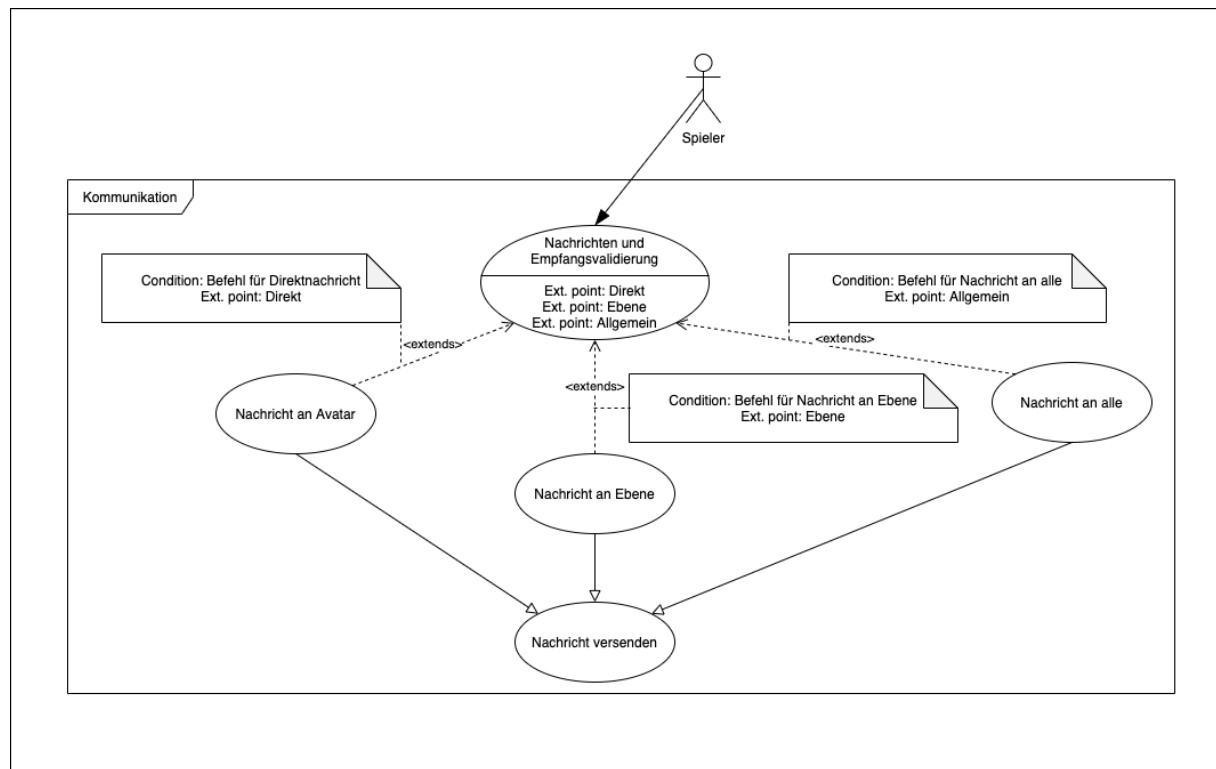 Spieler
Kommunikation
Nachrichten und
Empfangsvalidierung
Ext. point: Direkt
Ext. point: Ebene
Ext. point: Allgemein
Condition: Befehl für Direktnachricht
Ext. point: Direkt
Condition: Befehl für Nachricht an alle
Ext. point: Allgemein
<extends>
<extends>
<extends>
Condition: Befehl für Nachricht an Ebene
Ext. point: Ebene
Nachricht an Avatar
Nachricht an alle
Nachricht an Ebene
Nachricht versenden